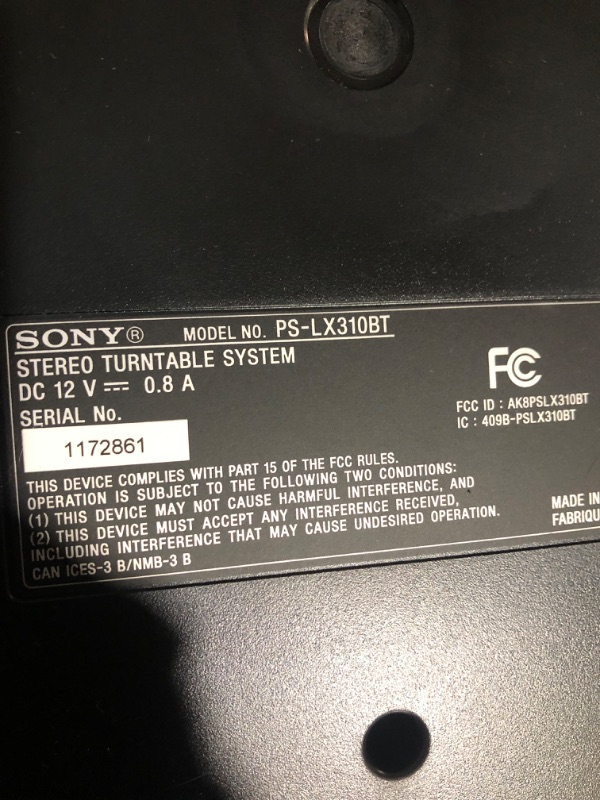 SONY® MODEL NO. PS-LX310BT
STEREO TURNTABLE SYSTEM
DC 12 V ⎓ 0.8 A
FC
SERIAL No.
FCC ID : AK8PSLX310BT
IC : 409B-PSLX310BT
1172861
THIS DEVICE COMPLIES WITH PART 15 OF THE FCC RULES.
OPERATION IS SUBJECT TO THE FOLLOWING TWO CONDITIONS:
(1) THIS DEVICE MAY NOT CAUSE HARMFUL INTERFERENCE, AND
(2) THIS DEVICE MUST ACCEPT ANY INTERFERENCE RECEIVED,
INCLUDING INTERFERENCE THAT MAY CAUSE UNDESIRED OPERATION.
CAN ICES-3 B/NMB-3 B
MADE IN
FABRIQU